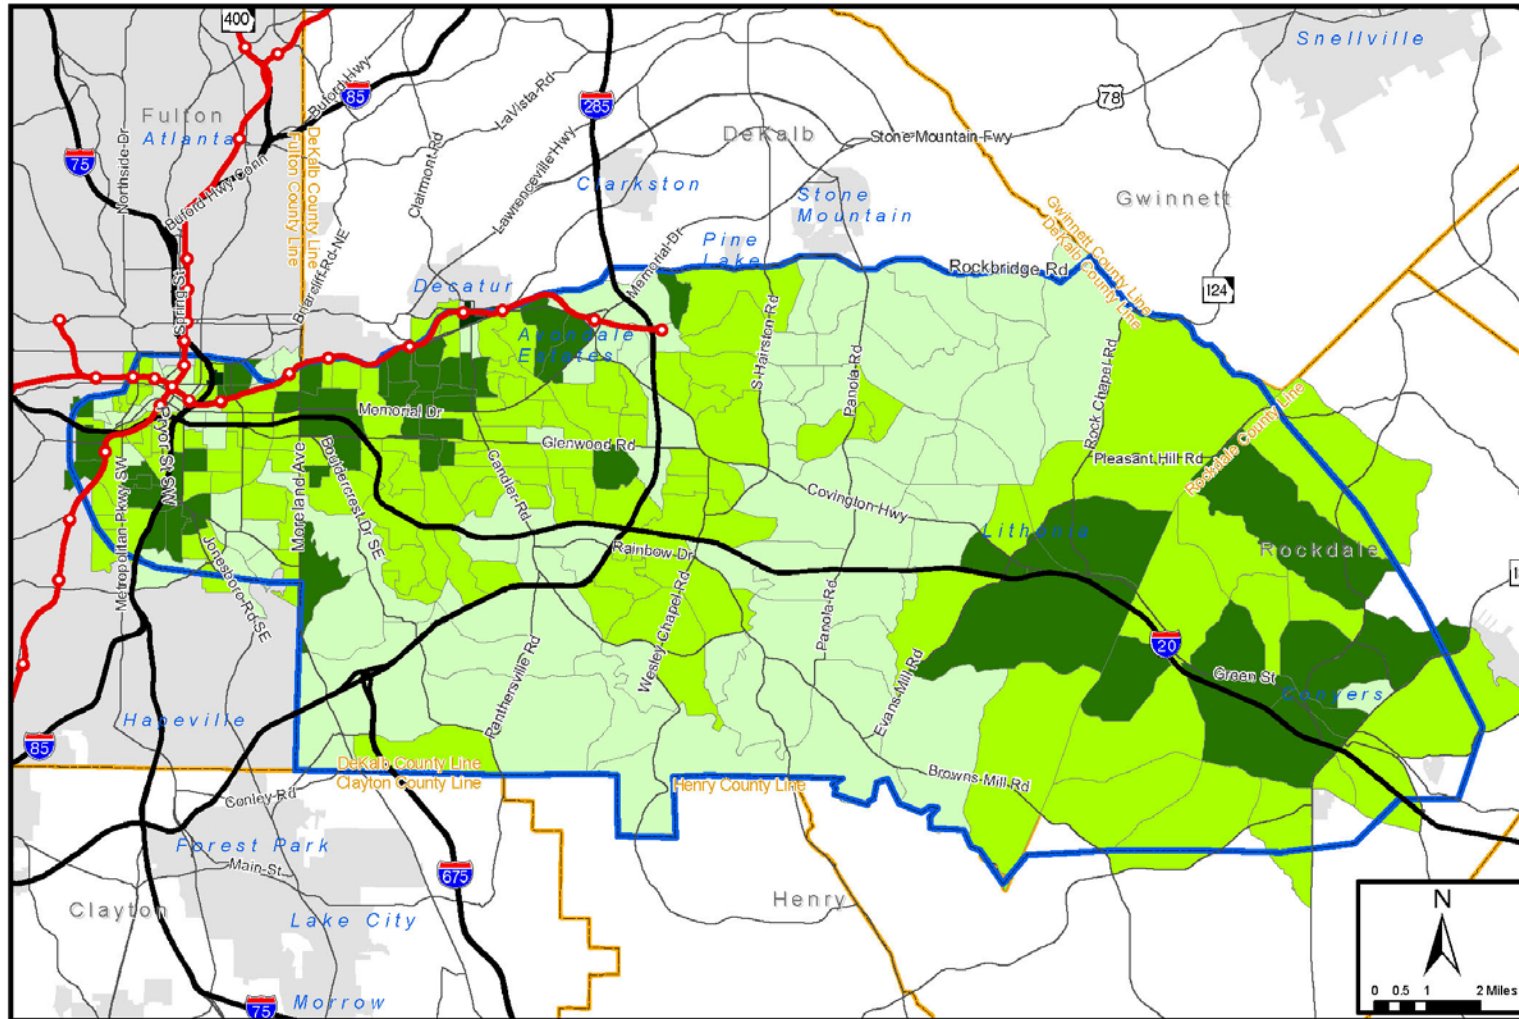 400
Snellville
Buford Hwy
85
LaVista Rd
285
78
Fulton
Atlanta
DeKalb
Stone Mountain Fwy
75
Northside Dr
Buford Hwy Conn
DeKalb County Line
Fulton County Line
Clairmont Rd
Lawrenceville Hwy
Clarkston
Stone
Mountain
Gwinnett
Gwinnett County Line
DeKalb County Line
Briarcliff Rd NE
Memorial Dr
Pine
Lake
Rockbridge Rd
Decatur
124
Spring St
Avondale
Estates
S Hairston Rd
Panola Rd
Rock Chapel Rd
Memorial Dr
Glenwood Rd
Pleasant Hill Rd
Rockdale County Line
Metropolitan Pkwy SW
Moreland Ave
Bouldercrest Dr SE
Candler Rd
Covington Hwy
Lithonia
Rockdale
Jonesboro Rd SE
Rainbow Dr
Wesley Chapel Rd
Panola Rd
Panthersville Rd
Evans Mill Rd
20
Green St
Conyers
Hapeville
85
DeKalb County Line
Clayton County Line
Henry County Line
Browns Mill Rd
Conley Rd
Forest Park
Main St
675
Clayton
Lake City
Henry
Morrow
75
N
0 0.5 1 2 Miles